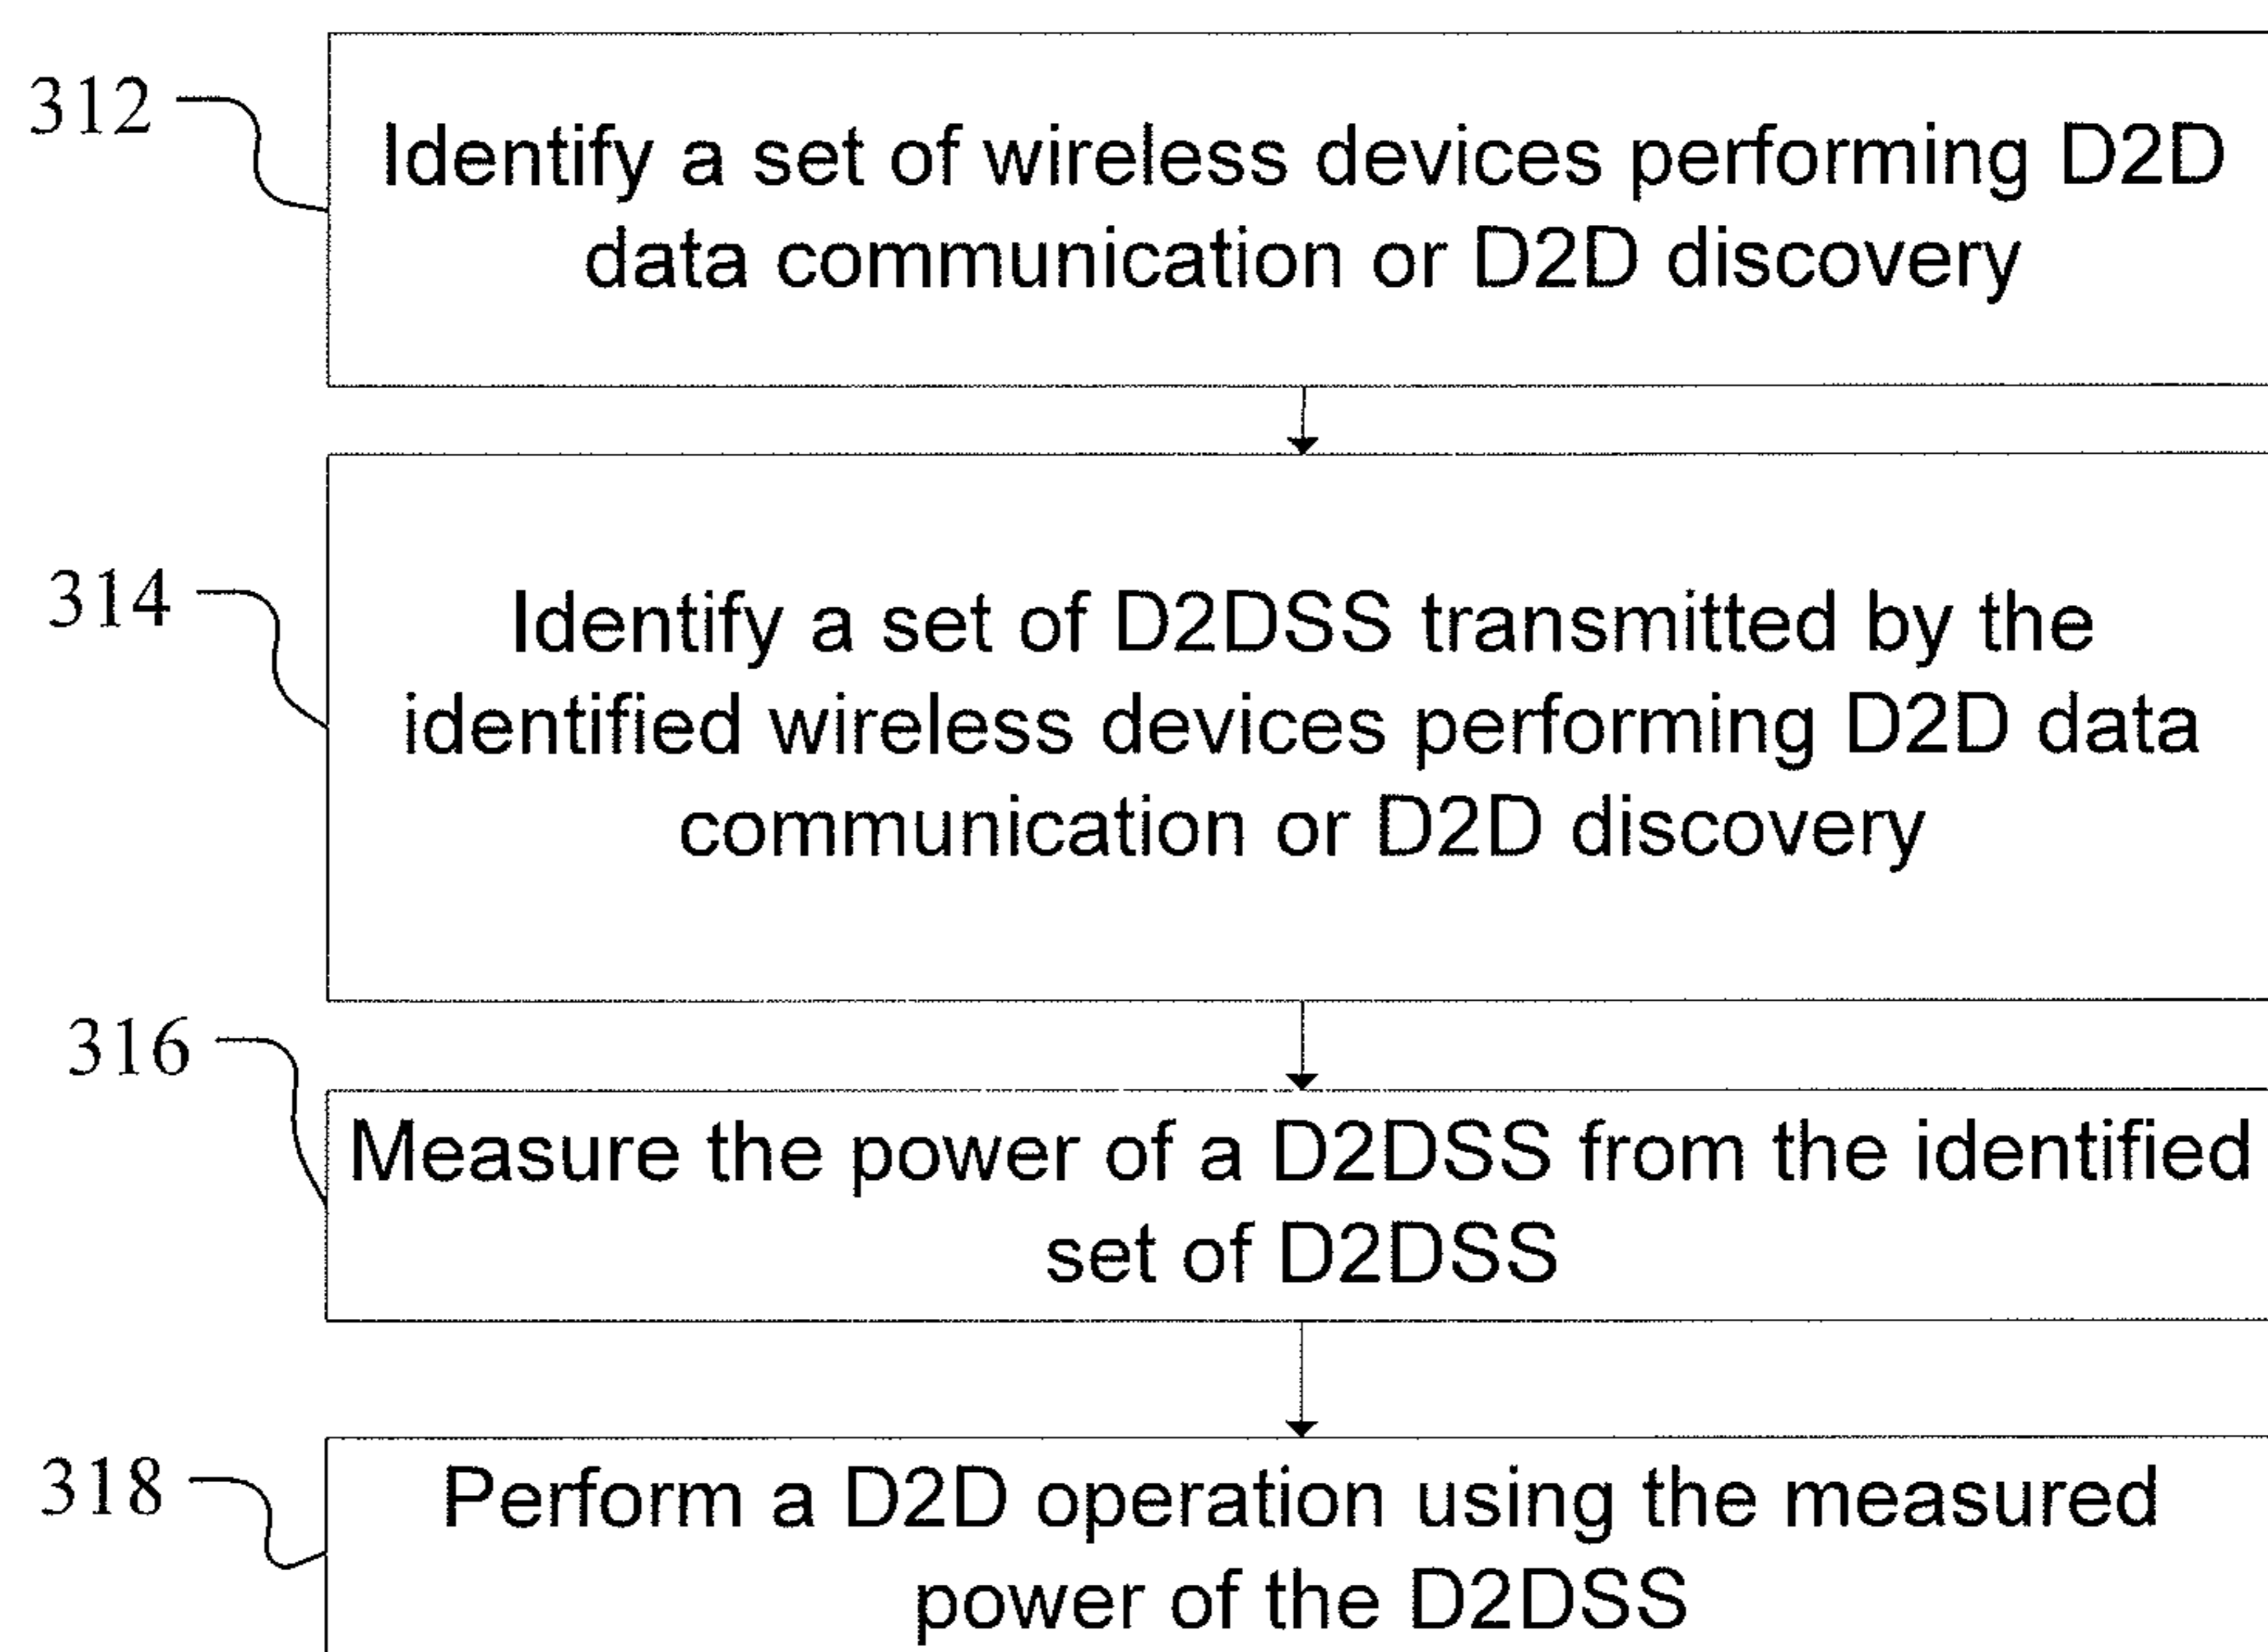 312
Identify a set of wireless devices performing D2D
data communication or D2D discovery
314
Identify a set of D2DSS transmitted by the
identified wireless devices performing D2D data
communication or D2D discovery
316
Measure the power of a D2DSS from the identified
set of D2DSS
318
Perform a D2D operation using the measured
power of the D2DSS